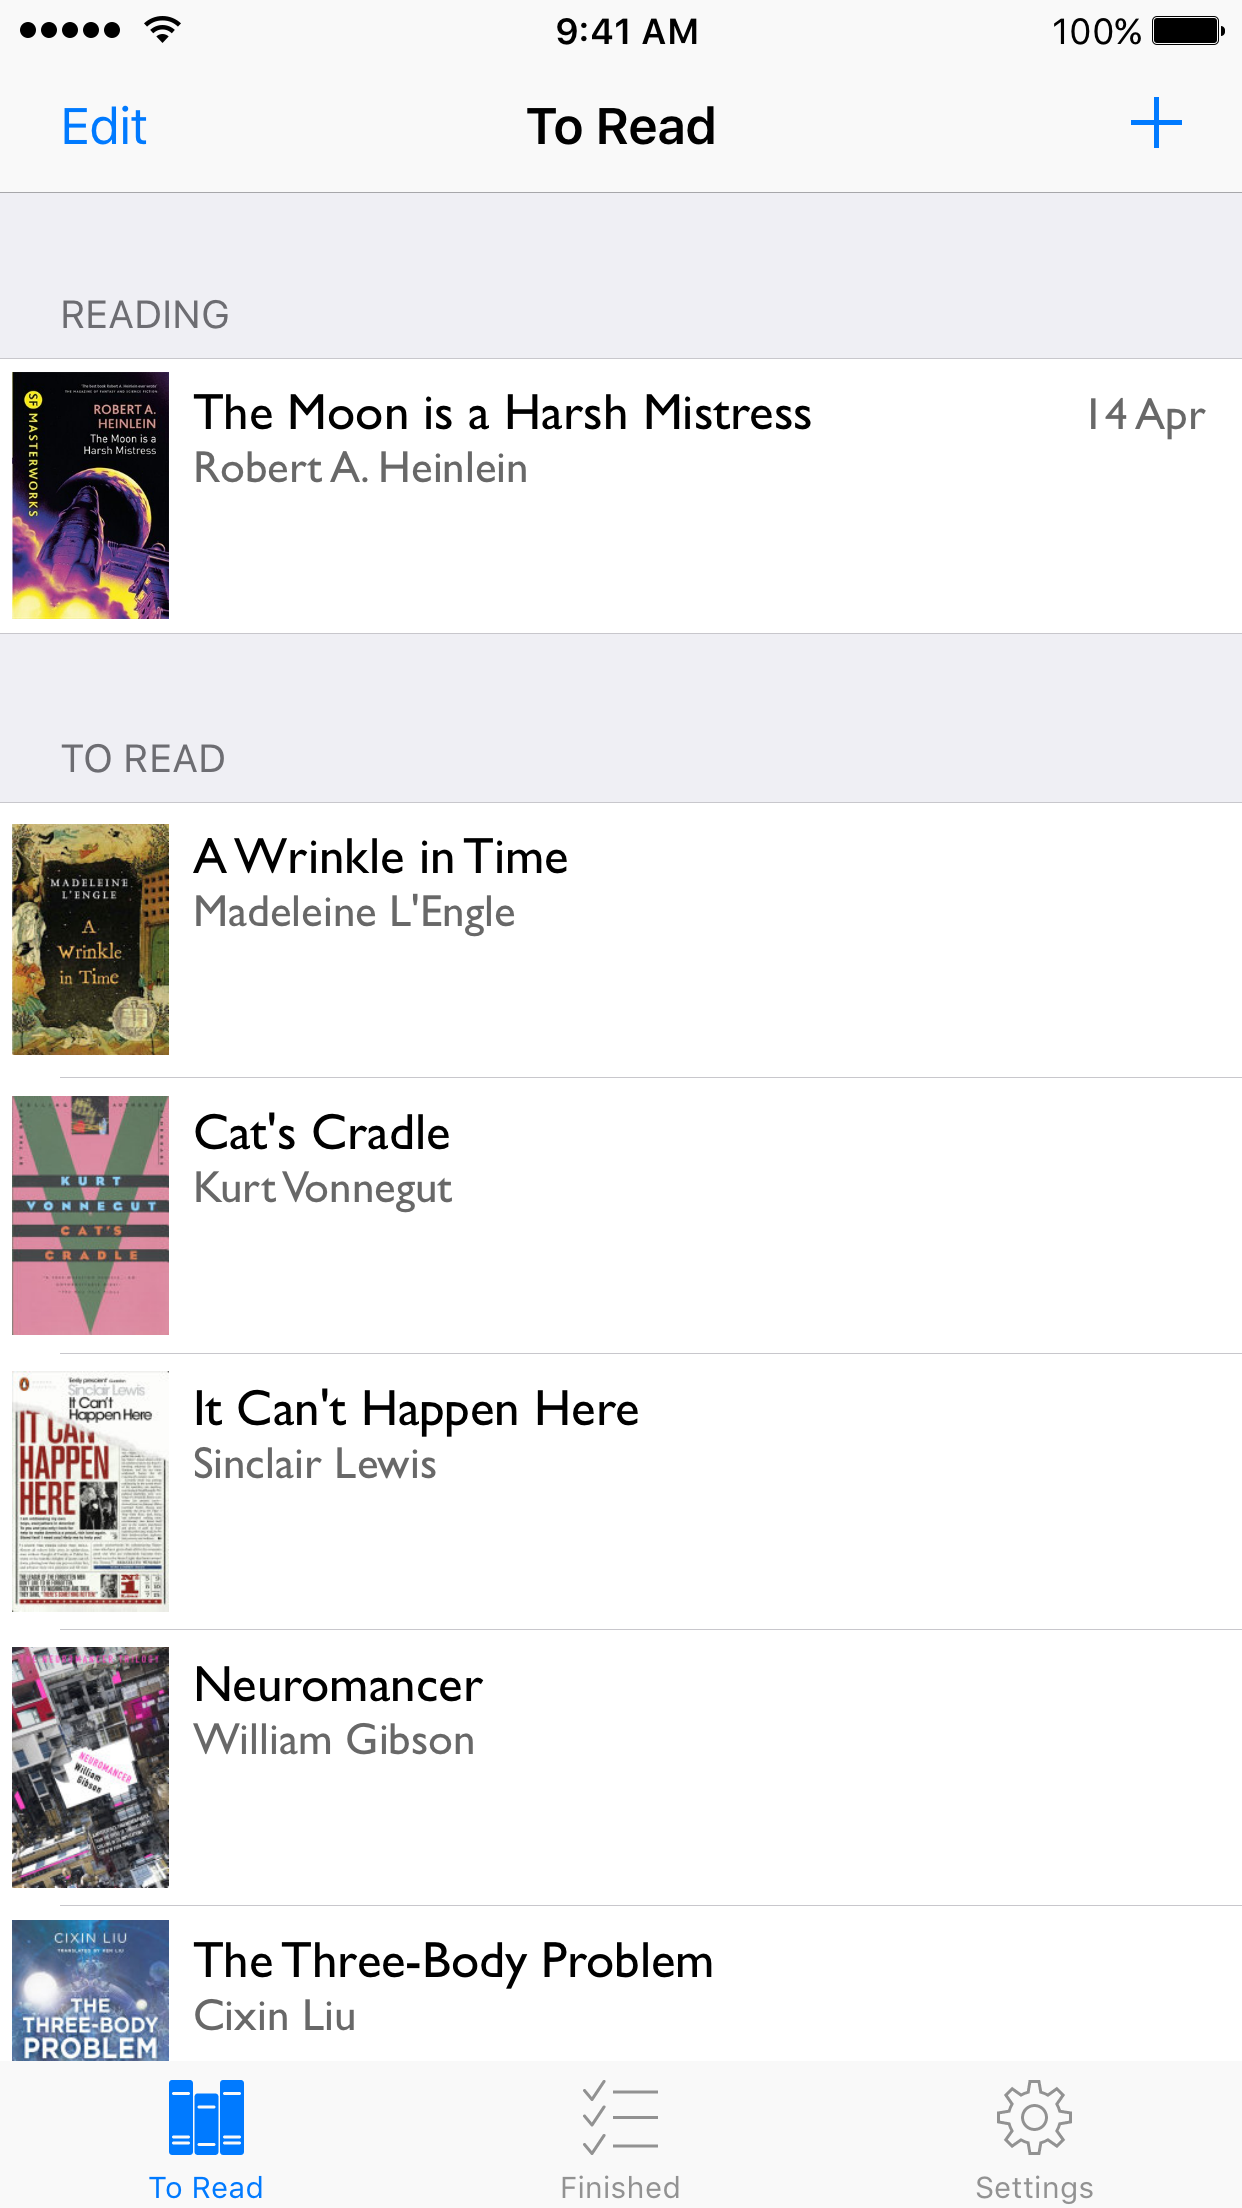 9:41 AM 100%
Edit To Read
READING
The Moon is a Harsh Mistress 14 Apr
Robert A. Heinlein
SF MASTERWORKS
ROBERT A.
HEINLEIN
The Moon is a
Harsh Mistress
TO READ
A Wrinkle in Time
Madeleine L'Engle
MADELEINE
L'ENGLE
A
Wrinkle
in Time
Cat's Cradle
Kurt Vonnegut
KURT
VONNEGUT
CAT'S
CRADLE
It Can't Happen Here
Sinclair Lewis
Sinclair Lewis
It Can't
Happen Here
IT CAN
HAPPEN
HERE
Neuromancer
William Gibson
NEUROMANCER
William
Gibson
The Three-Body Problem
Cixin Liu
CIXIN LIU
TRANSLATED BY KEN LIU
THE
THREE-BODY
PROBLEM
To Read Finished Settings